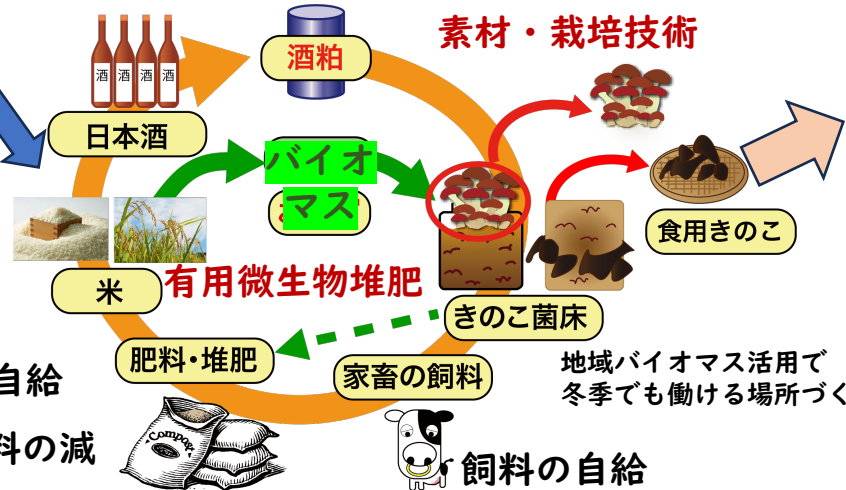 素材・栽培技術
酒粕
酒 酒 酒 酒
日本酒
バイオ
マス
食用きのこ
米
有用微生物堆肥
きのこ菌床
肥料・堆肥
家畜の飼料
地域バイオマス活用で
冬季でも働ける場所づく
自給
料の減
Compost
飼料の自給